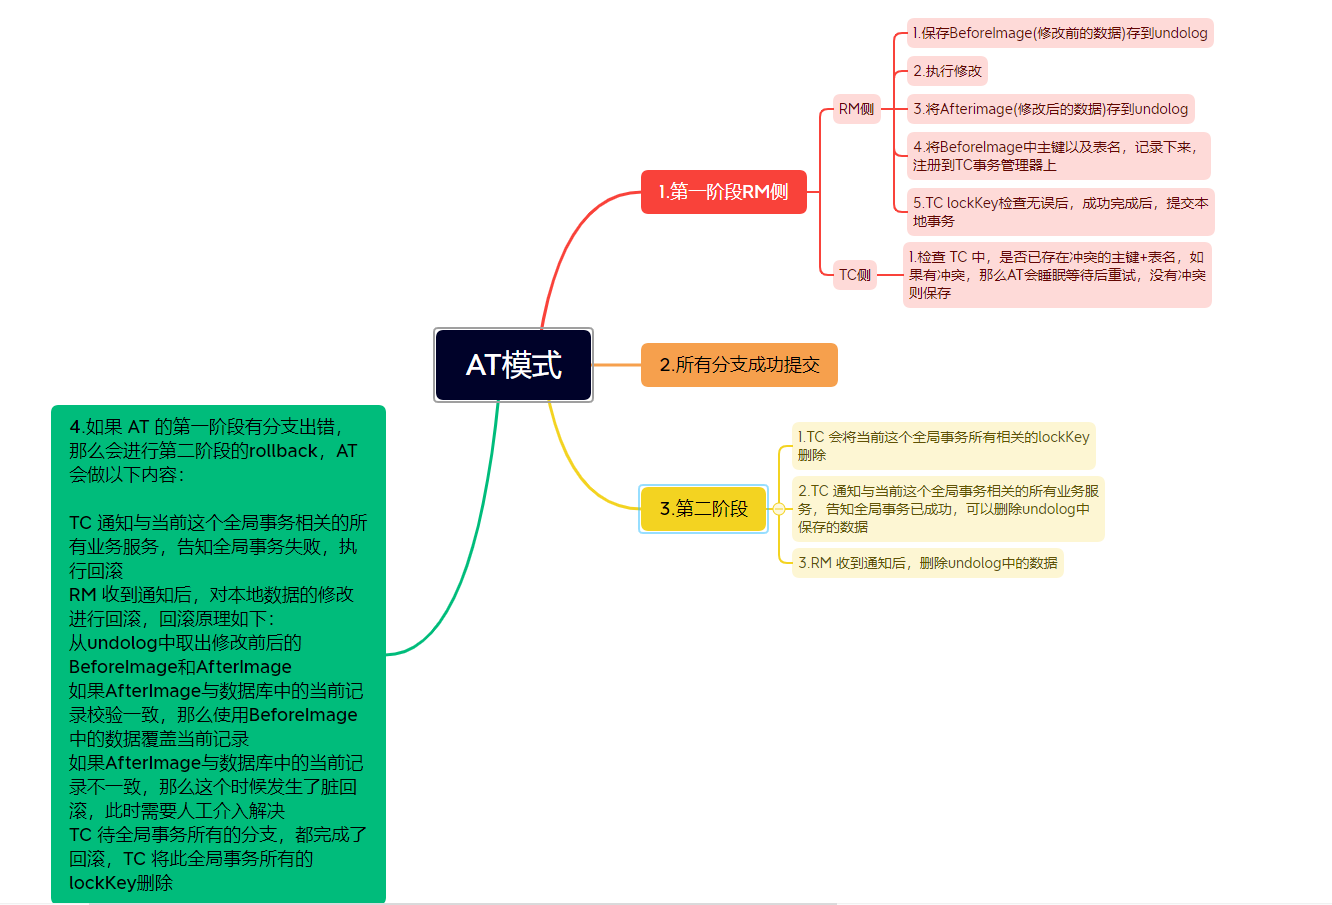 AT模式
1.第一阶段RM侧
RM侧
1.保存BeforeImage(修改前的数据)存到undolog
2.执行修改
3.将Afterimage(修改后的数据)存到undolog
4.将BeforeImage中主键以及表名，记录下来，
注册到TC事务管理器上
5.TC lockKey检查无误后，成功完成后，提交本
地事务
TC侧
1.检查 TC 中，是否已存在冲突的主键+表名，如
果有冲突，那么AT会睡眠等待后重试，没有冲突
则保存
2.所有分支成功提交
3.第二阶段
1.TC 会将当前这个全局事务所有相关的lockKey
删除
2.TC 通知与当前这个全局事务相关的所有业务服
务，告知全局事务已成功，可以删除undolog中
保存的数据
3.RM 收到通知后，删除undolog中的数据
4.如果 AT 的第一阶段有分支出错，
那么会进行第二阶段的rollback，AT
会做以下内容：
TC 通知与当前这个全局事务相关的所
有业务服务，告知全局事务失败，执
行回滚
RM 收到通知后，对本地数据的修改
进行回滚，回滚原理如下：
从undolog中取出修改前后的
BeforeImage和AfterImage
如果AfterImage与数据库中的当前记
录校验一致，那么使用BeforeImage
中的数据覆盖当前记录
如果AfterImage与数据库中的当前记
录不一致，那么这个时候发生了脏回
滚，此时需要人工介入解决
TC 待全局事务所有的分支，都完成了
回滚，TC 将此全局事务所有的
lockKey删除